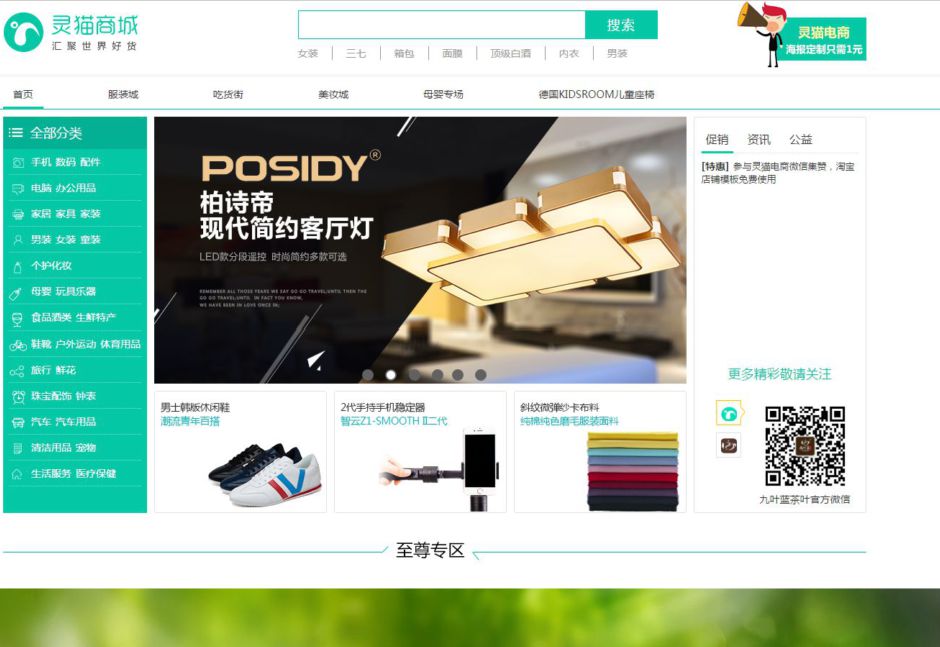 灵猫商城
汇聚世界好货
搜索
女装 三七 箱包 面膜 顶级白酒 内衣 男装
灵猫电商
海报定制只需1元
首页 服装城 吃货街 美妆城 母婴专场 德国KIDSROOM儿童座椅
全部分类
手机 数码 配件
电脑 办公用品
家居 家具 家装
男装 女装 童装
个护化妆
母婴 玩具乐器
食品酒类 生鲜特产
鞋靴 户外运动 体育用品
旅行 鲜花
珠宝配饰 钟表
汽车 汽车用品
清洁用品 宠物
生活服务 医疗保健
POSIDY®
柏诗帝
现代简约客厅灯
LED款分段遥控 时尚简约多款可选
REMEMBER ALL THOSE YEARS WE SAY GO GO TRAVEL;UNTIL THEN THE
GO GO TRAVEL;UNTIL. IN FACT YOU KNOW,
WE HAVE BEEN IN LOVE ONCE IN;
促销 资讯 公益
[特惠] 参与灵猫电商微信集赞，淘宝
店铺模板免费使用
更多精彩敬请关注
九叶蓝茶叶官方微信
男士韩版休闲鞋
潮流青年百搭
2代手持手机稳定器
智云Z1-SMOOTH II二代
斜纹微弹纱卡布料
纯棉纯色磨毛服装面料
至尊专区